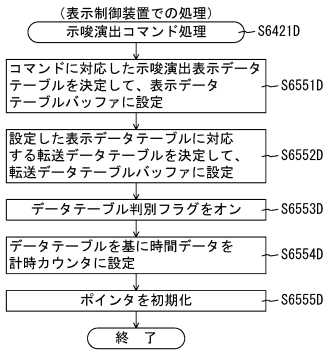 (表示制御装置での処理)
示唆演出コマンド処理
S6421D
コマンドに対応した示唆演出表示データ
テーブルを決定して、表示データ
テーブルバッファに設定
S6551D
設定した表示データテーブルに対応
する転送データテーブルを決定して、
転送データテーブルバッファに設定
S6552D
データテーブル判別フラグをオン
S6553D
データテーブルを基に時間データを
計時カウンタに設定
S6554D
ポインタを初期化
S6555D
終 了